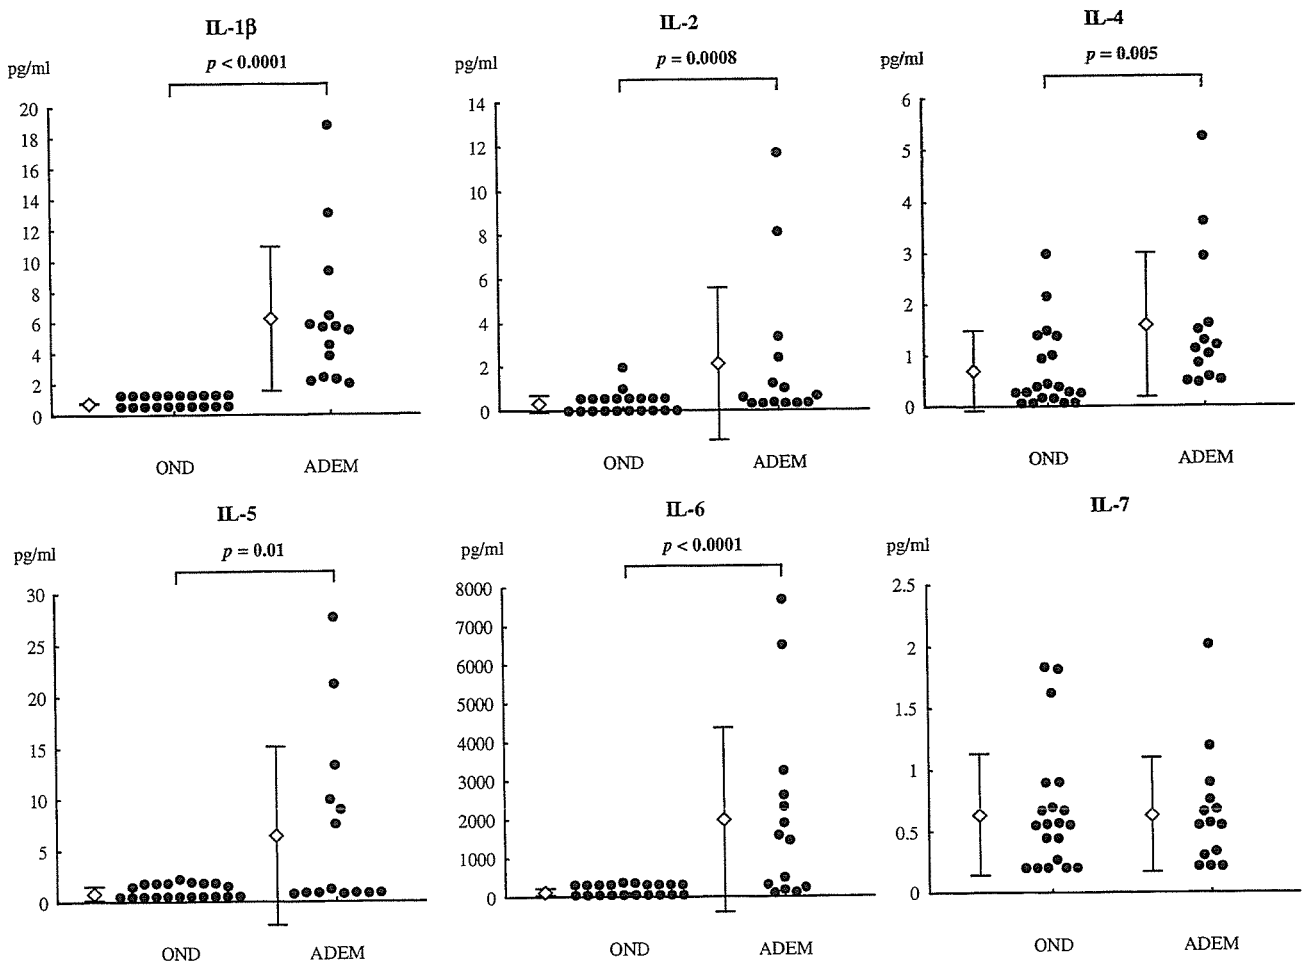 IL-1β
p < 0.0001
pg/ml
20
18
16
14
12
10
8
6
4
2
0
OND ADEM
IL-2
p = 0.0008
pg/ml
14
12
10
8
6
4
2
0
OND ADEM
IL-4
p = 0.005
pg/ml
6
5
4
3
2
1
0
OND ADEM
IL-5
p = 0.01
pg/ml
30
25
20
15
10
5
0
OND ADEM
IL-6
p < 0.0001
pg/ml
8000
7000
6000
5000
4000
3000
2000
1000
0
OND ADEM
IL-7
pg/ml
2.5
2
1.5
1
0.5
0
OND ADEM